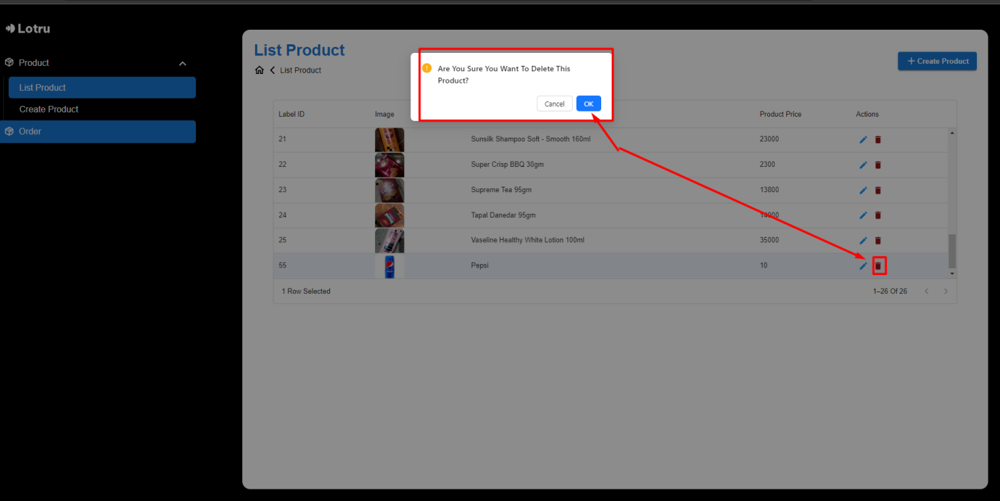 Lotru
Product
List Product
Create Product
Order
List Product
List Product
+ Create Product
Are You Sure You Want To Delete This
Product?
Cancel
OK
Label ID Image Product Price Actions
21 Sunsilk Shampoo Soft - Smooth 160ml 23000
22 Super Crisp BBQ 30gm 2300
23 Supreme Tea 95gm 13800
24 Tapal Danedar 95gm 14000
25 Vaseline Healthy White Lotion 100ml 35000
55 Pepsi 10
1 Row Selected 1–26 Of 26